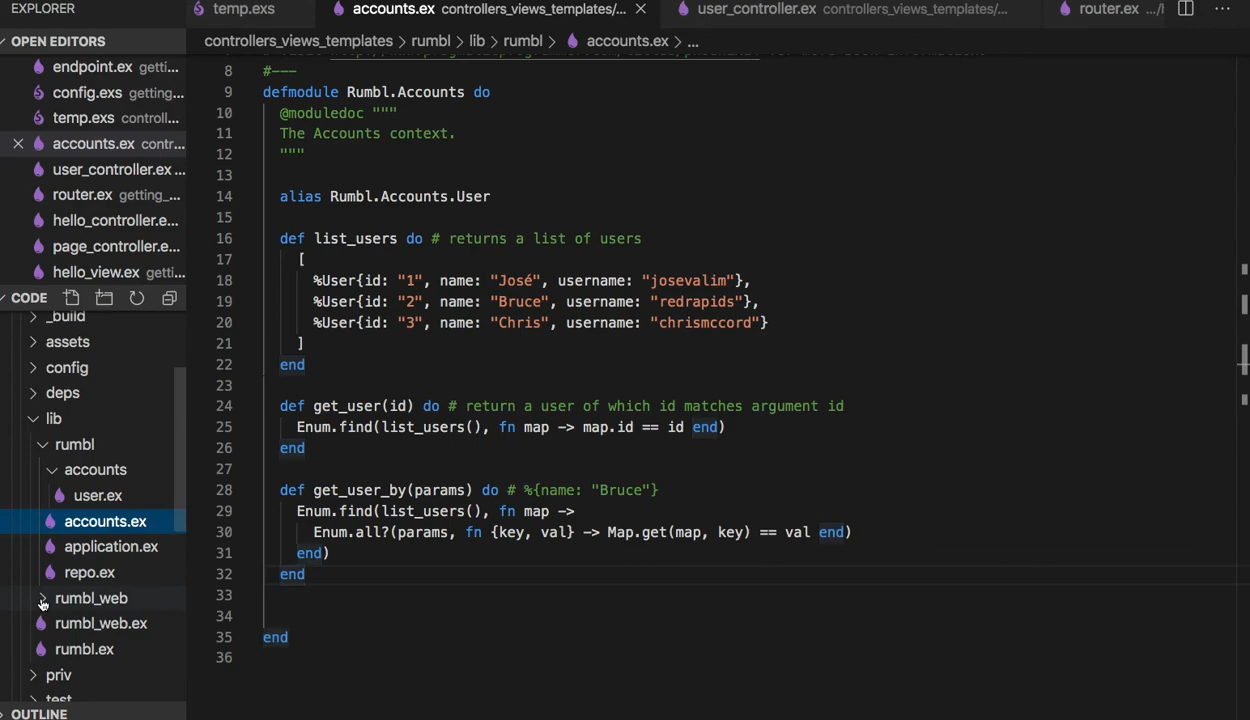 EXPLORER
temp.exs
accounts.ex controllers_views_templates/...
user_controller.ex controllers_views_templates/...
router.ex .../l
OPEN EDITORS
controllers_views_templates > rumbl > lib > rumbl > accounts.ex > ...
endpoint.ex getti...
config.exs getting...
temp.exs controll...
accounts.ex contr...
user_controller.ex ...
router.ex getting_...
hello_controller.e...
page_controller.e...
hello_view.ex getti...
CODE
_build
assets
config
deps
lib
rumbl
accounts
user.ex
accounts.ex
application.ex
repo.ex
rumbl_web
rumbl_web.ex
rumbl.ex
priv
test
OUTLINE
8 #---
9 defmodule Rumbl.Accounts do
10 @moduledoc """
11 The Accounts context.
12 """
13
14 alias Rumbl.Accounts.User
15
16 def list_users do # returns a list of users
17 [
18 %User{id: "1", name: "José", username: "josevalim"},
19 %User{id: "2", name: "Bruce", username: "redrapids"},
20 %User{id: "3", name: "Chris", username: "chrismccord"}
21 ]
22 end
23
24 def get_user(id) do # return a user of which id matches argument id
25 Enum.find(list_users(), fn map -> map.id == id end)
26 end
27
28 def get_user_by(params) do # %{name: "Bruce"}
29 Enum.find(list_users(), fn map ->
30 Enum.all?(params, fn {key, val} -> Map.get(map, key) == val end)
31 end)
32 end
33
34
35 end
36